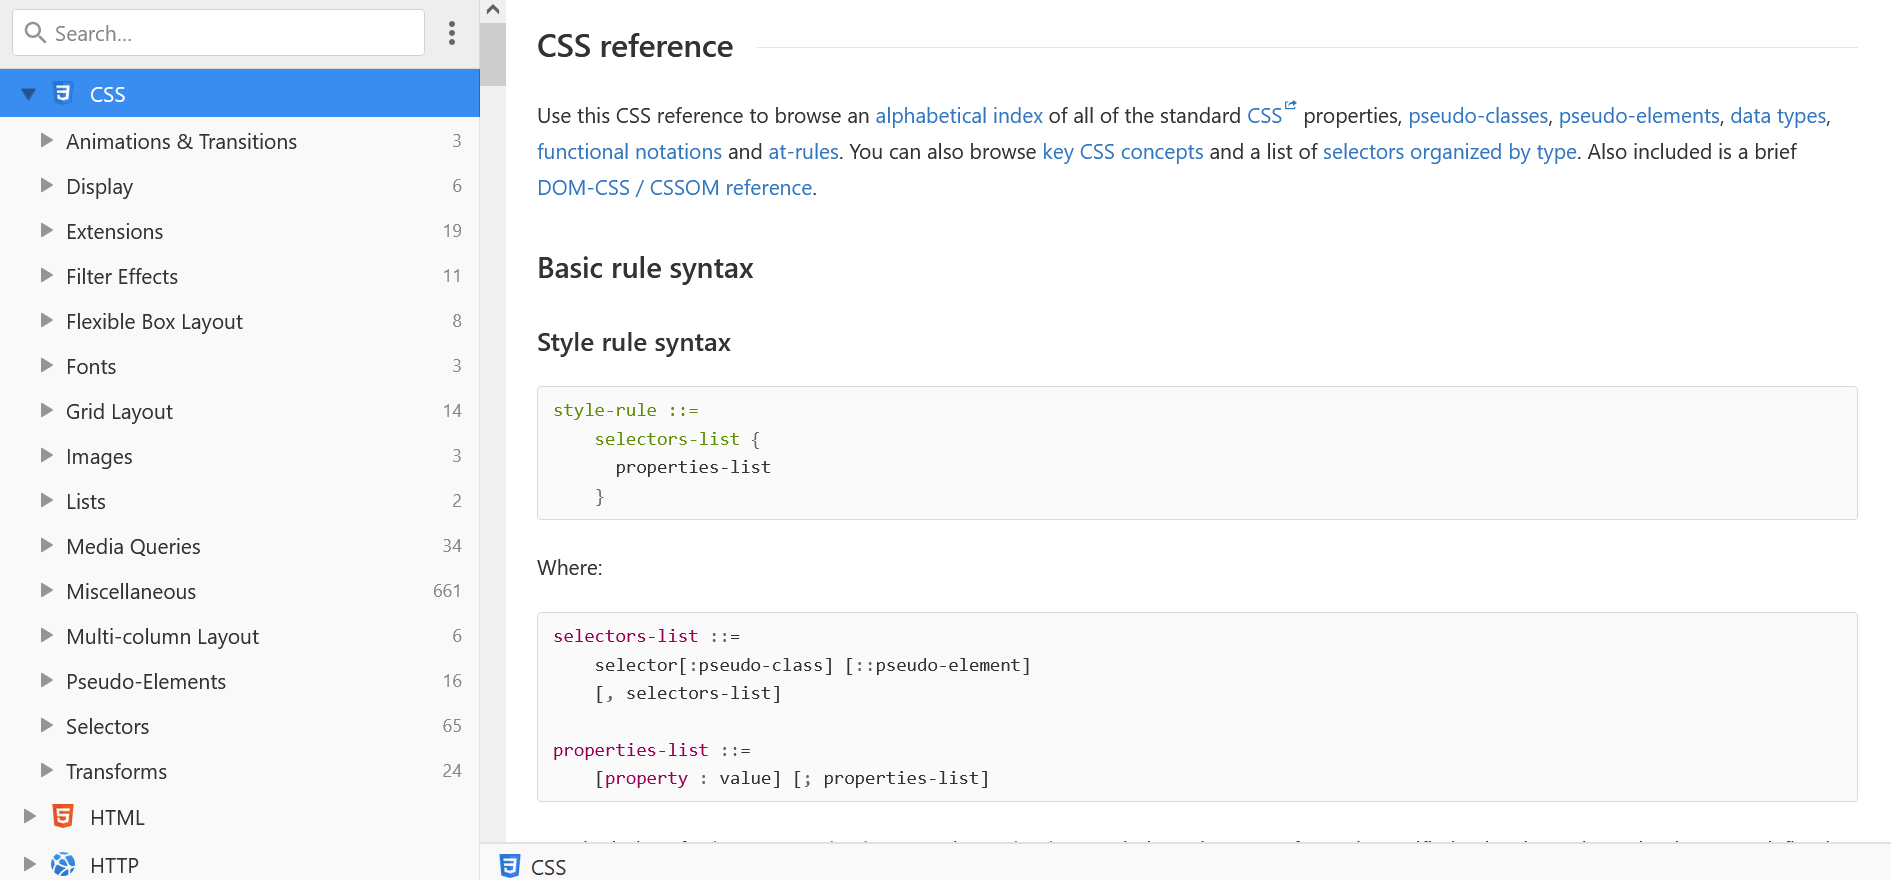 Search...
CSS
Animations & Transitions 3
Display 6
Extensions 19
Filter Effects 11
Flexible Box Layout 8
Fonts 3
Grid Layout 14
Images 3
Lists 2
Media Queries 34
Miscellaneous 661
Multi-column Layout 6
Pseudo-Elements 16
Selectors 65
Transforms 24
HTML
HTTP
CSS reference
Use this CSS reference to browse an alphabetical index of all of the standard CSS properties, pseudo-classes, pseudo-elements, data types,
functional notations and at-rules. You can also browse key CSS concepts and a list of selectors organized by type. Also included is a brief
DOM-CSS / CSSOM reference.
Basic rule syntax
Style rule syntax
style-rule ::=
    selectors-list {
      properties-list
    }
Where:
selectors-list ::=
    selector[:pseudo-class] [::pseudo-element]
    [, selectors-list]
properties-list ::=
    [property : value] [; properties-list]
CSS